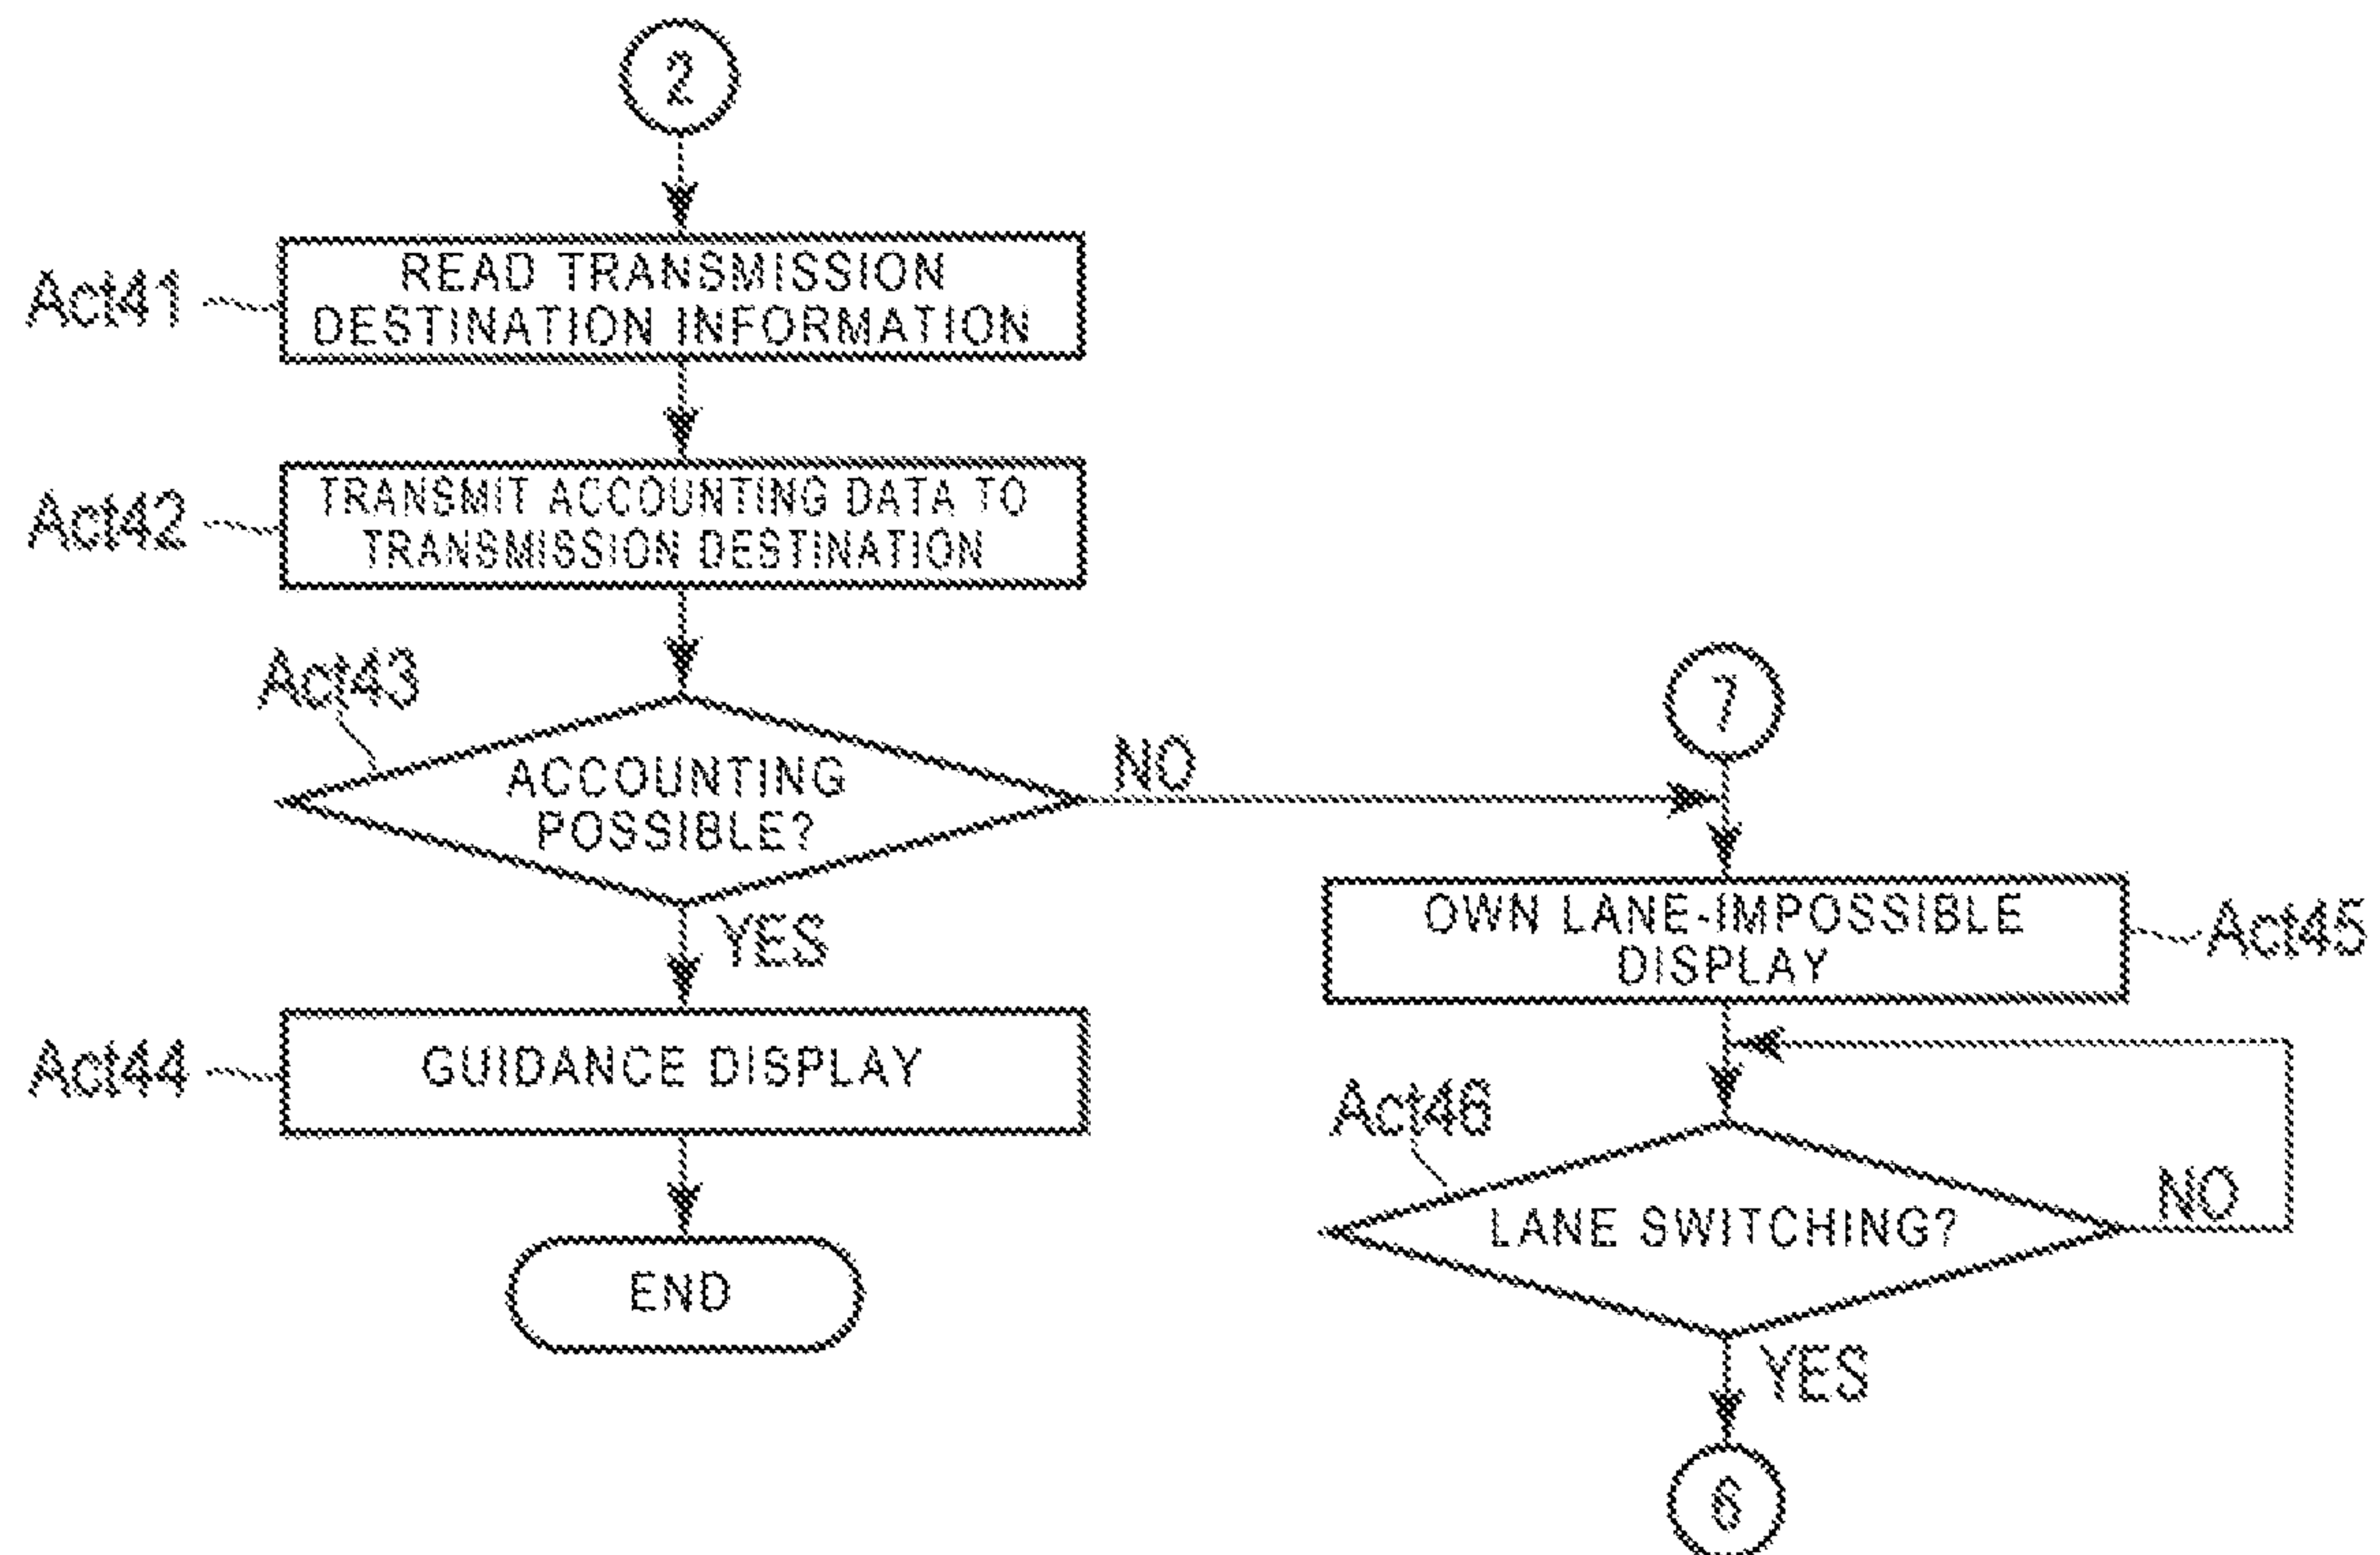 2
Act41
READ TRANSMISSION
DESTINATION INFORMATION
Act42
TRANSMIT ACCOUNTING DATA TO
TRANSMISSION DESTINATION
Act43
ACCOUNTING
POSSIBLE?
NO
YES
Act44
GUIDANCE DISPLAY
END
7
OWN LANE-IMPOSSIBLE
DISPLAY
Act45
Act46
LANE SWITCHING?
NO
YES
6